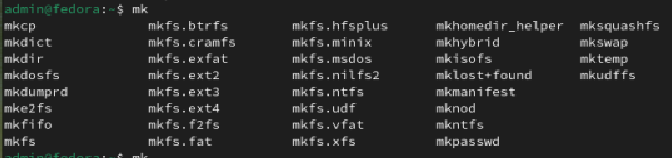 admin@fedora:~$ mk
mkcp mkfs.btrfs mkfs.hfsplus mkhomedir_helper mksquashfs
mkdict mkfs.cramfs mkfs.minix mkhybrid mkswap
mkdir mkfs.exfat mkfs.msdos mkisofs mktemp
mkdosfs mkfs.ext2 mkfs.nilfs2 mklost+found mkudffs
mkdumprd mkfs.ext3 mkfs.ntfs mkmanifest
mke2fs mkfs.ext4 mkfs.udf mknod
mkfifo mkfs.f2fs mkfs.vfat mkntfs
mkfs mkfs.fat mkfs.xfs mkpasswd
admin@fedora:~$ mk